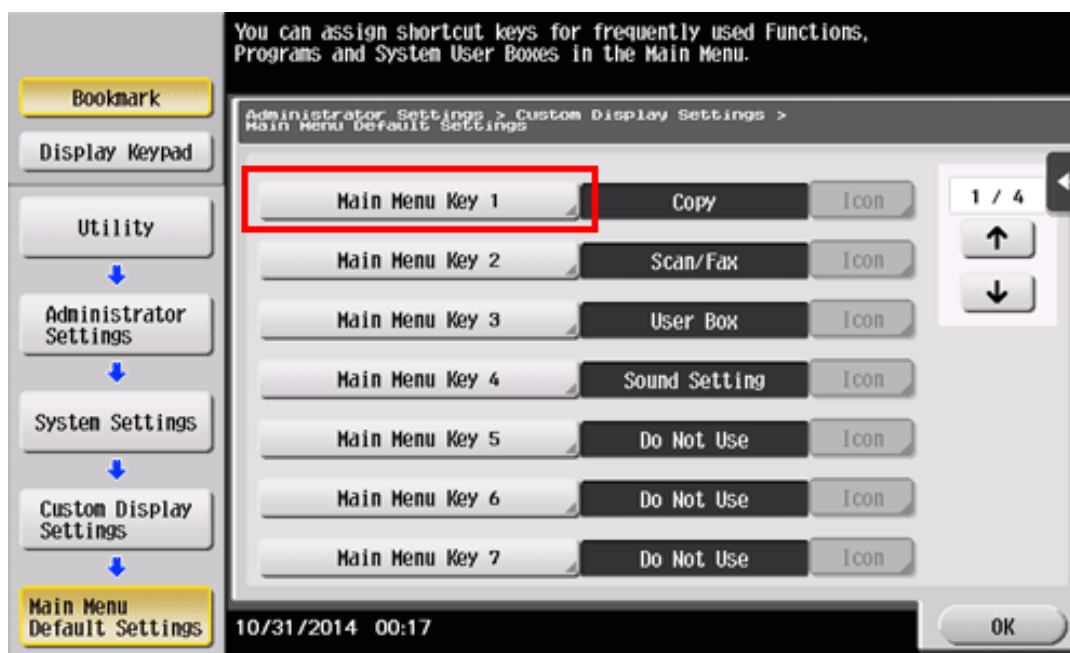 You can assign shortcut keys for frequently used Functions,
Programs and System User Boxes in the Main Menu.
Bookmark
Display Keypad
Utility
Administrator
Settings
System Settings
Custom Display
Settings
Main Menu
Default Settings
Administrator Settings > Custom Display Settings >
Main Menu Default Settings
Main Menu Key 1 Copy Icon
Main Menu Key 2 Scan/Fax Icon
Main Menu Key 3 User Box Icon
Main Menu Key 4 Sound Setting Icon
Main Menu Key 5 Do Not Use Icon
Main Menu Key 6 Do Not Use Icon
Main Menu Key 7 Do Not Use Icon
1 / 4
10/31/2014 00:17
OK